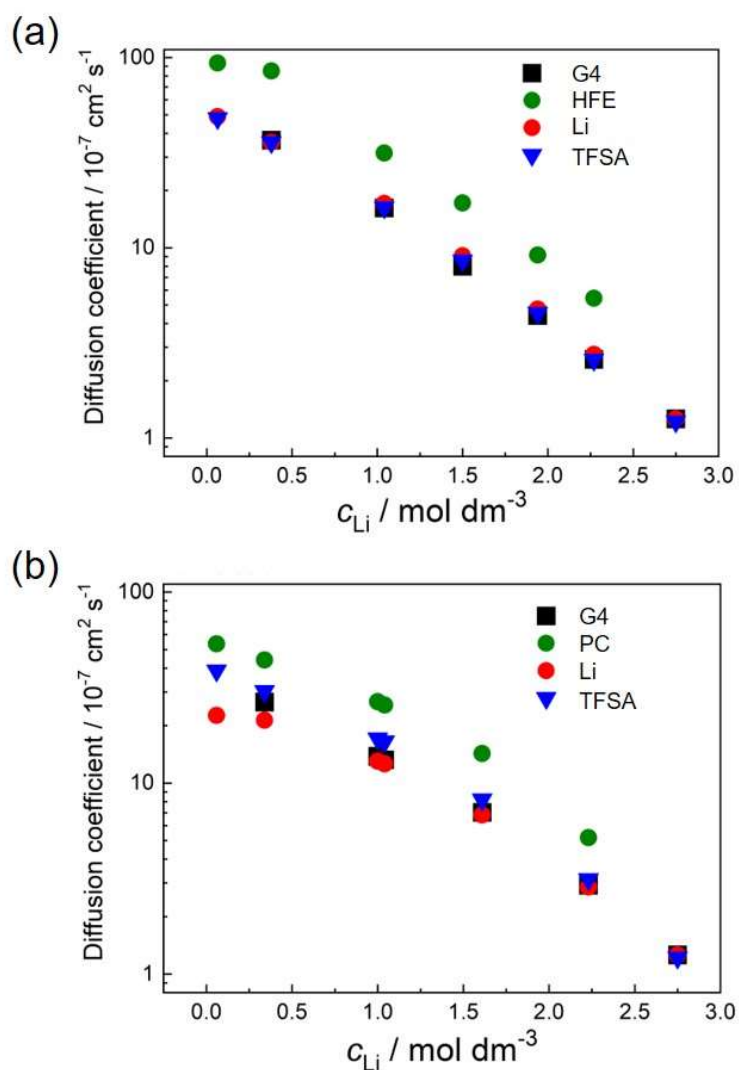 (a)
100
10
1
Diffusion coefficient / 10⁻⁷ cm² s⁻¹
G4
HFE
Li
TFSA
0.0 0.5 1.0 1.5 2.0 2.5 3.0
cLi / mol dm⁻³
(b)
100
10
1
Diffusion coefficient / 10⁻⁷ cm² s⁻¹
G4
PC
Li
TFSA
0.0 0.5 1.0 1.5 2.0 2.5 3.0
cLi / mol dm⁻³